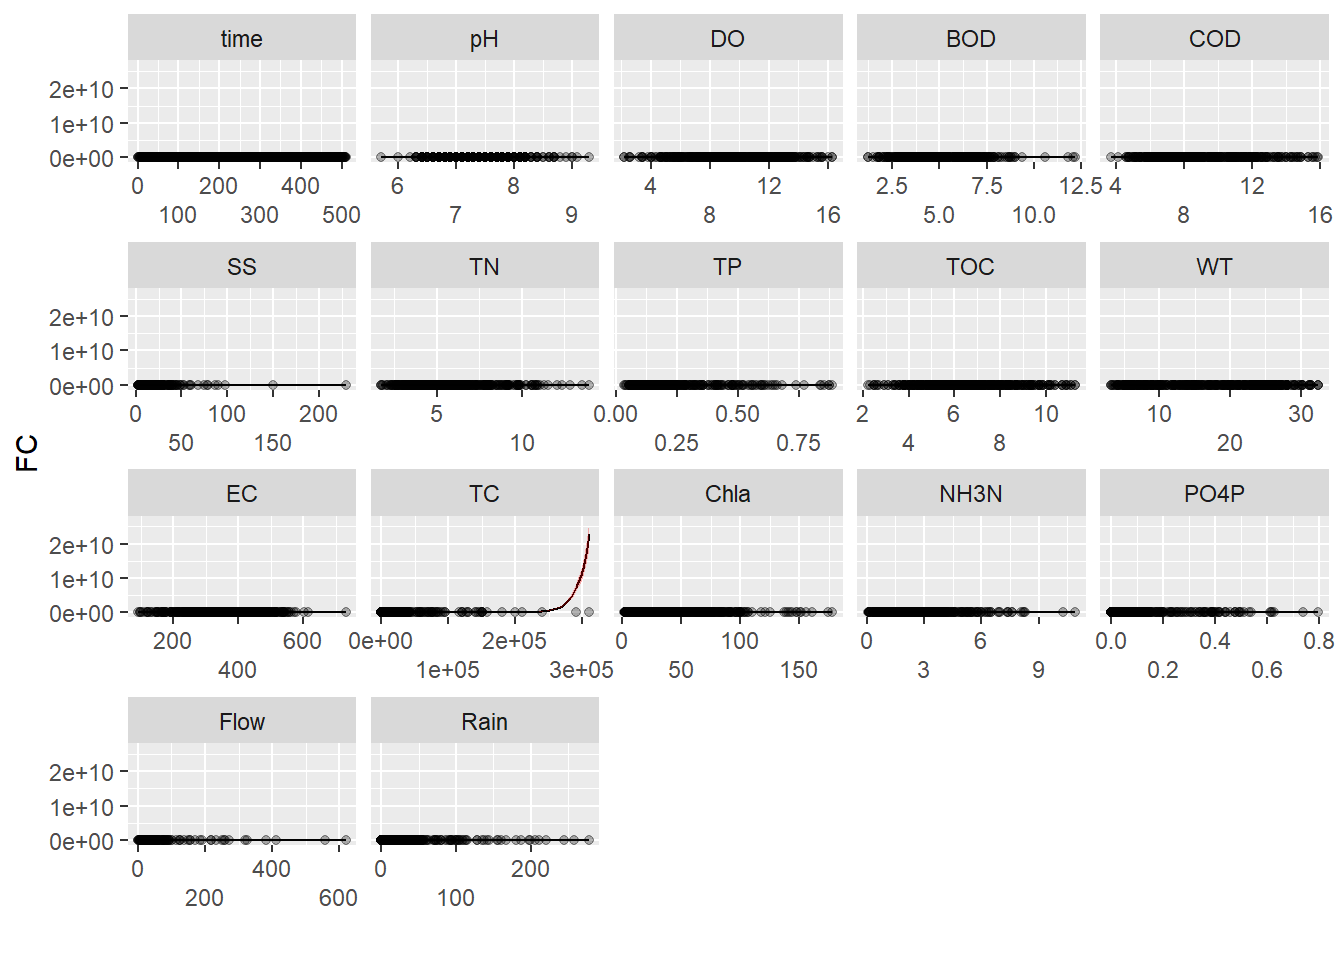 time pH DO BOD COD
2e+10
1e+10
0e+00
0 200 400 6 8 4 12 2.5 7.5 12.5 4 12
100 300 500 7 9 8 16 5.0 10.0 8 16
SS TN TP TOC WT
2e+10
1e+10
0e+00
0 100 200 5 0.00 0.50 2 6 10 10 30
50 150 10 0.25 0.75 4 8 20
FC
EC TC Chla NH3N PO4P
2e+10
1e+10
0e+00
200 600 0e+00 2e+05 0 100 0 6 0.0 0.4 0.8
400 1e+05 3e+05 50 150 3 9 0.2 0.6
Flow Rain
2e+10
1e+10
0e+00
0 400 0 200
200 600 100